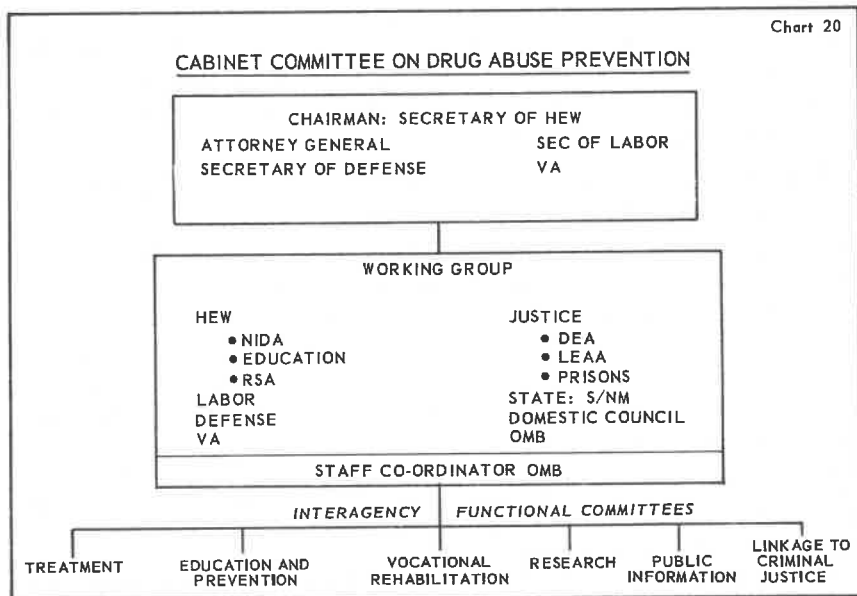 Chart 20
CABINET COMMITTEE ON DRUG ABUSE PREVENTION
CHAIRMAN: SECRETARY OF HEW
ATTORNEY GENERAL
SEC OF LABOR
SECRETARY OF DEFENSE
VA
WORKING GROUP
HEW
• NIDA
• EDUCATION
• RSA
LABOR
DEFENSE
VA
JUSTICE
• DEA
• LEAA
• PRISONS
STATE: S/NM
DOMESTIC COUNCIL
OMB
STAFF CO-ORDINATOR OMB
INTERAGENCY FUNCTIONAL COMMITTEES
TREATMENT
EDUCATION AND
PREVENTION
VOCATIONAL
REHABILITATION
RESEARCH
PUBLIC
INFORMATION
LINKAGE TO
CRIMINAL
JUSTICE